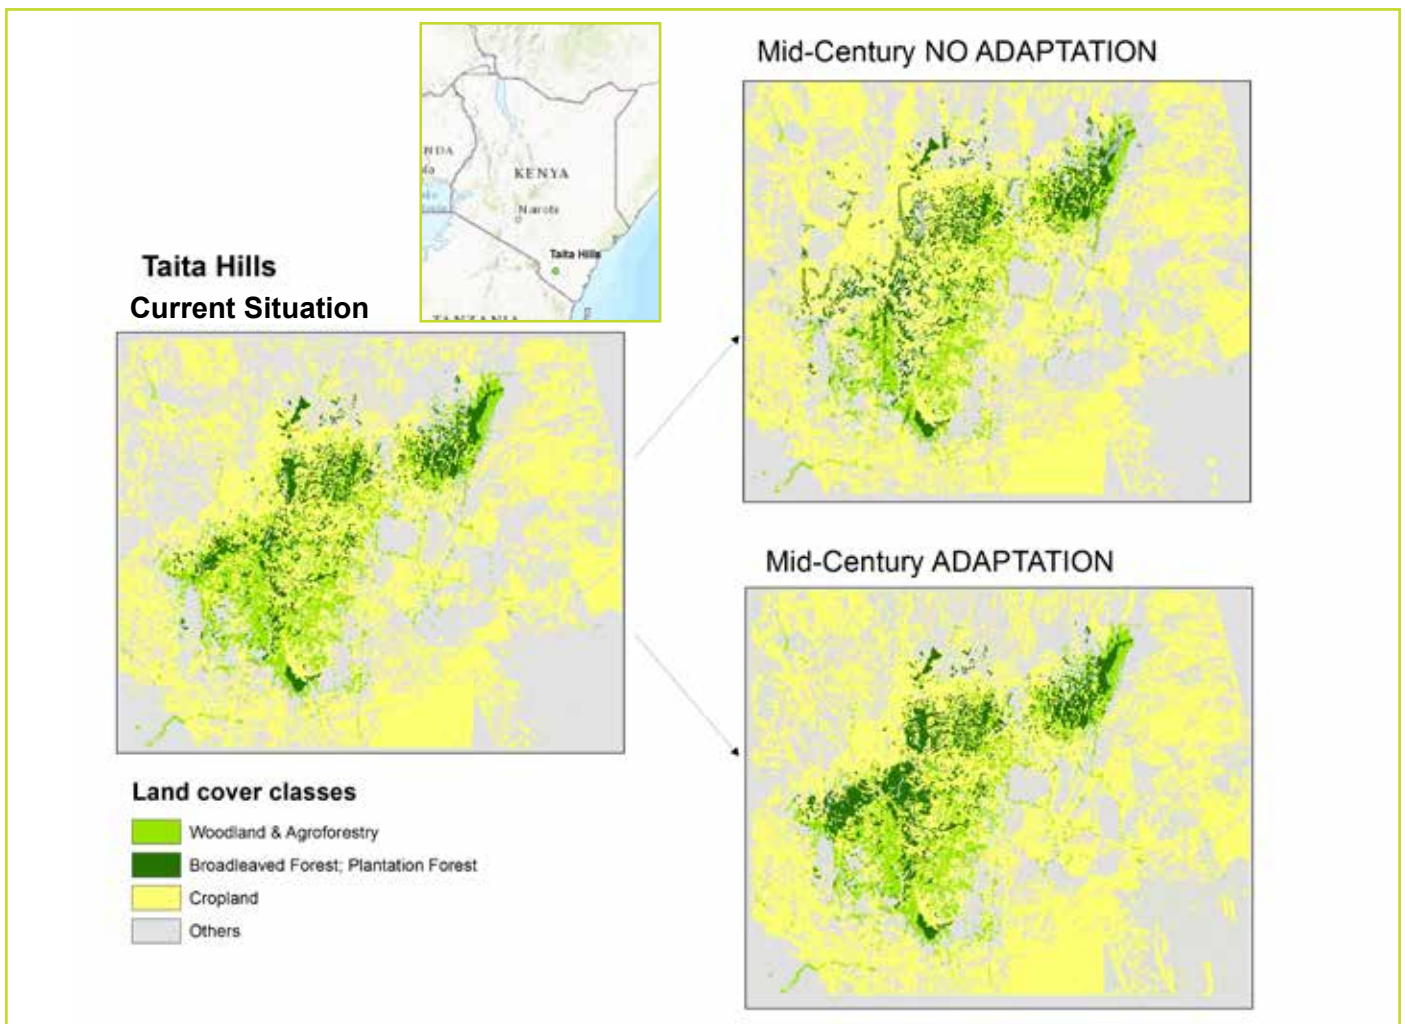 Mid-Century NO ADAPTATION
KENYA
Nairobi
Taita Hills
TANZANIA
Taita Hills
Current Situation
Mid-Century ADAPTATION
Land cover classes
Woodland & Agroforestry
Broadleaved Forest; Plantation Forest
Cropland
Others